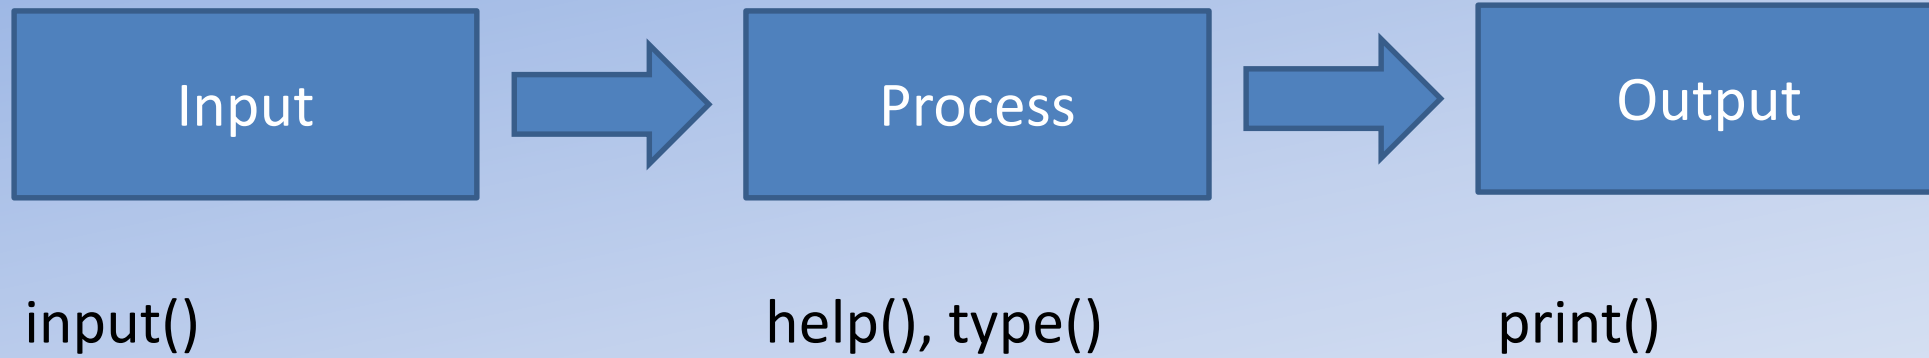 Input
Process
Output
input()
help(), type()
print()